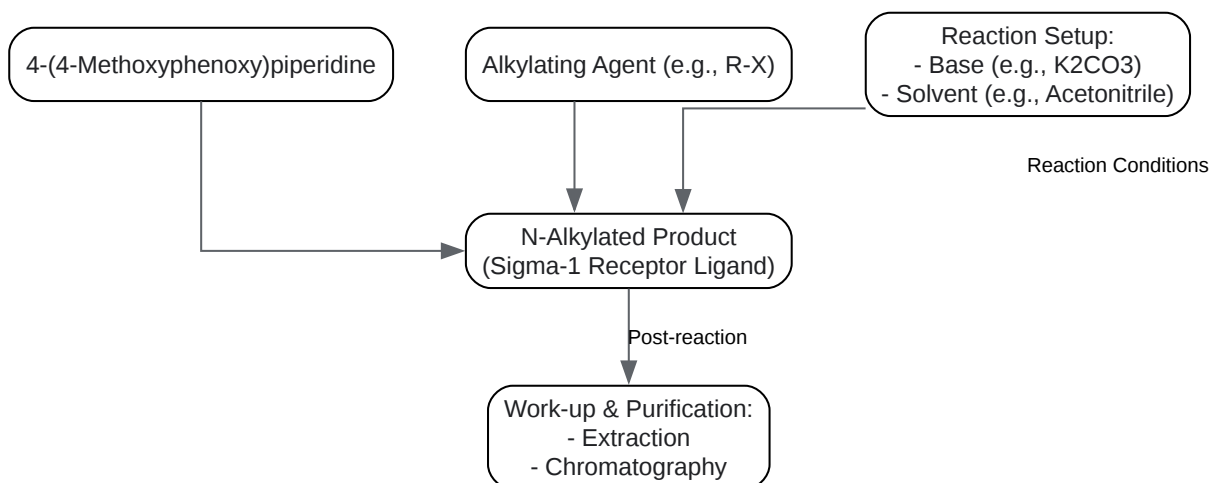 4-(4-Methoxyphenoxy)piperidine
Alkylating Agent (e.g., R-X)
Reaction Setup:
- Base (e.g., K2CO3)
- Solvent (e.g., Acetonitrile)
Reaction Conditions
N-Alkylated Product
(Sigma-1 Receptor Ligand)
Post-reaction
Work-up & Purification:
- Extraction
- Chromatography